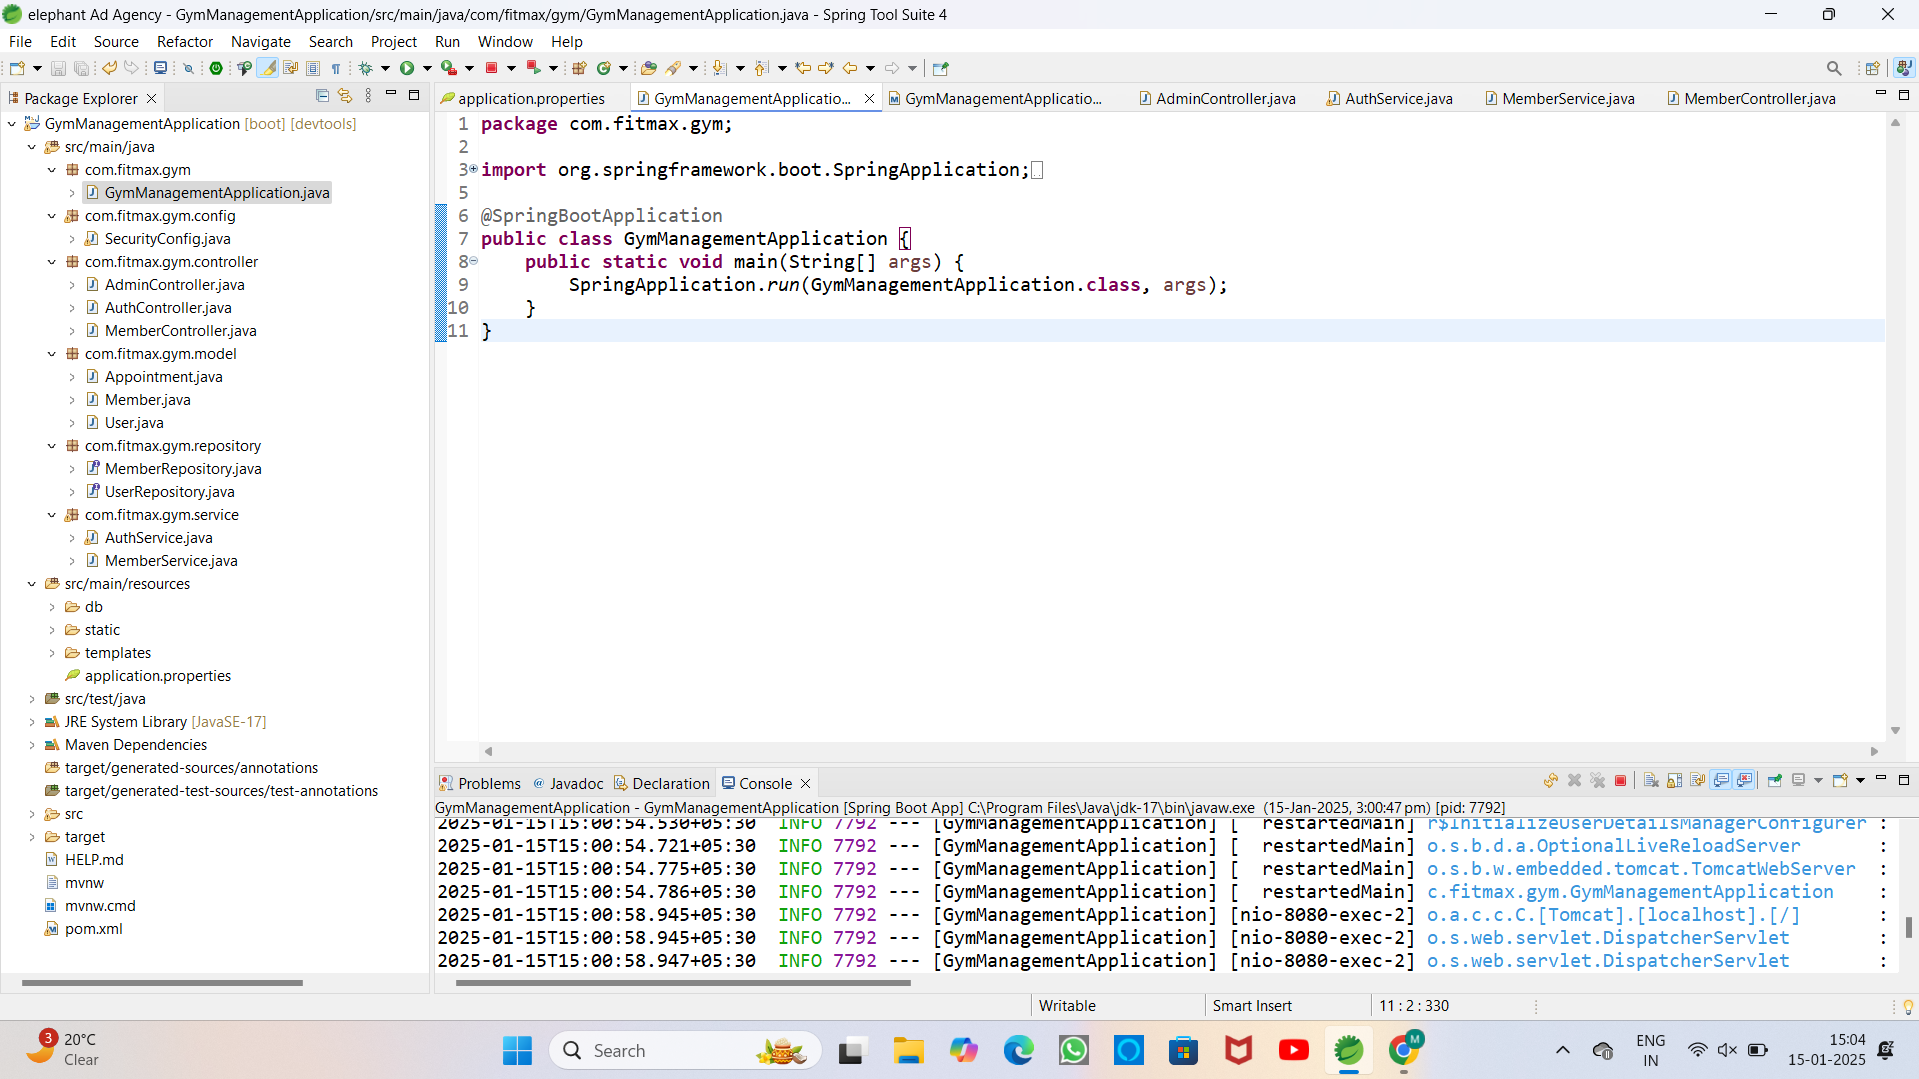 elephant Ad Agency - GymManagementApplication/src/main/java/com/fitmax/gym/GymManagementApplication.java - Spring Tool Suite 4
File Edit Source Refactor Navigate Search Project Run Window Help
Package Explorer
application.properties GymManagementApplicatio... GymManagementApplicatio... AdminController.java AuthService.java MemberService.java MemberController.java
GymManagementApplication [boot] [devtools]
src/main/java
com.fitmax.gym
GymManagementApplication.java
com.fitmax.gym.config
SecurityConfig.java
com.fitmax.gym.controller
AdminController.java
AuthController.java
MemberController.java
com.fitmax.gym.model
Appointment.java
Member.java
User.java
com.fitmax.gym.repository
MemberRepository.java
UserRepository.java
com.fitmax.gym.service
AuthService.java
MemberService.java
src/main/resources
db
static
templates
application.properties
src/test/java
JRE System Library [JavaSE-17]
Maven Dependencies
target/generated-sources/annotations
target/generated-test-sources/test-annotations
src
target
HELP.md
mvnw
mvnw.cmd
pom.xml
1 package com.fitmax.gym;
2
3 import org.springframework.boot.SpringApplication;
5
6 @SpringBootApplication
7 public class GymManagementApplication {
8 public static void main(String[] args) {
9 SpringApplication.run(GymManagementApplication.class, args);
10 }
11 }
Problems @ Javadoc Declaration Console
GymManagementApplication - GymManagementApplication [Spring Boot App] C:\Program Files\Java\jdk-17\bin\javaw.exe (15-Jan-2025, 3:00:47 pm) [pid: 7792]
2025-01-15T15:00:54.530+05:30 INFO 7792 --- [GymManagementApplication] [ restartedMain] r$InitializeUserDetailsManagerConfigurer :
2025-01-15T15:00:54.721+05:30 INFO 7792 --- [GymManagementApplication] [ restartedMain] o.s.b.d.a.OptionalLiveReloadServer :
2025-01-15T15:00:54.775+05:30 INFO 7792 --- [GymManagementApplication] [ restartedMain] o.s.b.w.embedded.tomcat.TomcatWebServer :
2025-01-15T15:00:54.786+05:30 INFO 7792 --- [GymManagementApplication] [ restartedMain] c.fitmax.gym.GymManagementApplication :
2025-01-15T15:00:58.945+05:30 INFO 7792 --- [GymManagementApplication] [nio-8080-exec-2] o.a.c.c.C.[Tomcat].[localhost].[/] :
2025-01-15T15:00:58.945+05:30 INFO 7792 --- [GymManagementApplication] [nio-8080-exec-2] o.s.web.servlet.DispatcherServlet :
2025-01-15T15:00:58.947+05:30 INFO 7792 --- [GymManagementApplication] [nio-8080-exec-2] o.s.web.servlet.DispatcherServlet :
Writable Smart Insert 11 : 2 : 330
3
20°C
Clear
Search
M
ENG
IN
15:04
15-01-2025